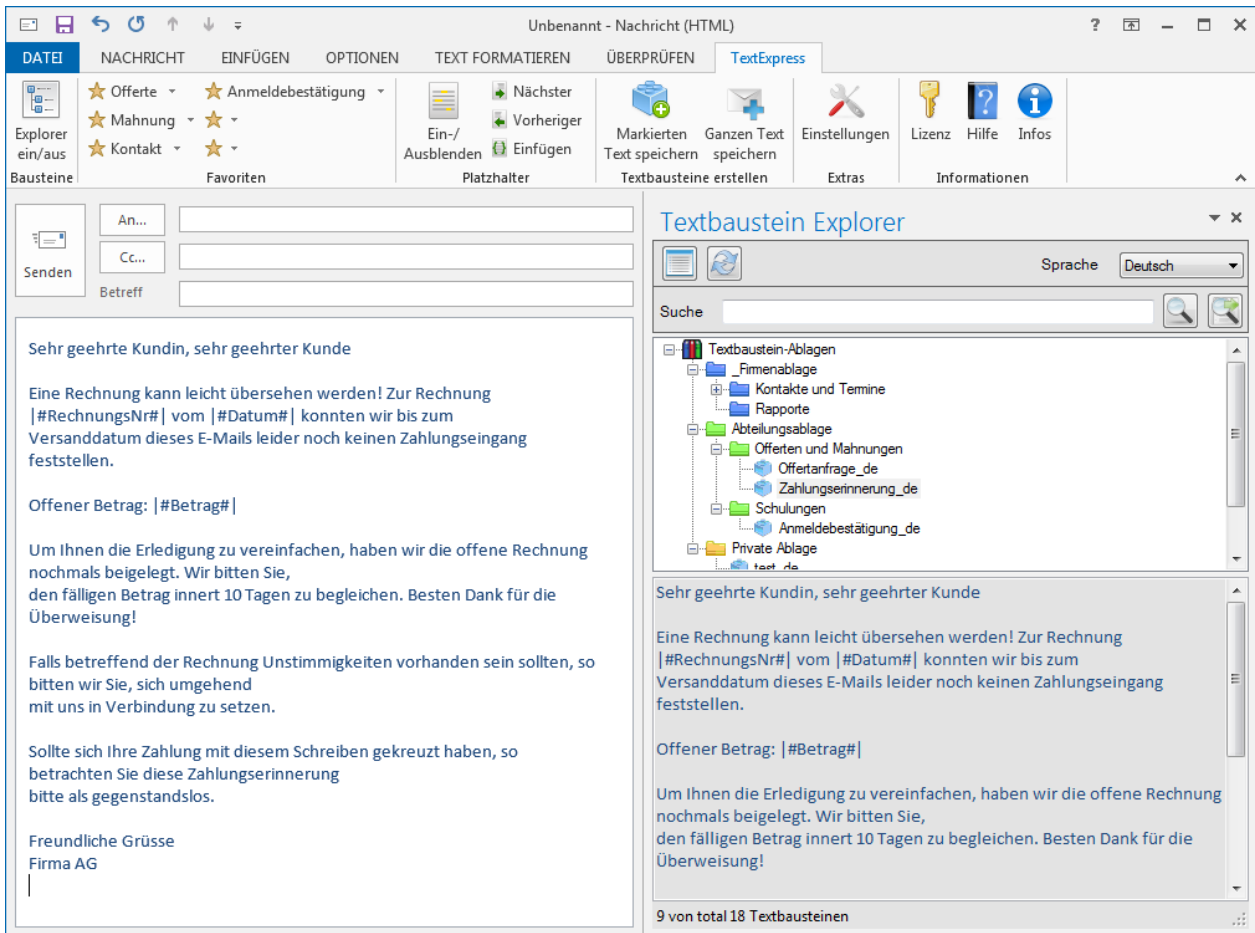 Unbenannt - Nachricht (HTML)
DATEI NACHRICHT EINFÜGEN OPTIONEN TEXT FORMATIEREN ÜBERPRÜFEN TextExpress
Explorer ein/aus
Offerte
Mahnung
Kontakt
Anmeldebestätigung
Ein-/
Ausblenden
Nächster
Vorheriger
Einfügen
Markierten
Text speichern
Ganzen Text
speichern
Einstellungen
Lizenz
Hilfe
Infos
Bausteine
Favoriten
Platzhalter
Textbausteine erstellen
Extras
Informationen
Senden
An...
Cc...
Betreff
Sehr geehrte Kundin, sehr geehrter Kunde
Eine Rechnung kann leicht übersehen werden! Zur Rechnung
|#RechnungsNr#| vom |#Datum#| konnten wir bis zum
Versanddatum dieses E-Mails leider noch keinen Zahlungseingang
feststellen.
Offener Betrag: |#Betrag#|
Um Ihnen die Erledigung zu vereinfachen, haben wir die offene Rechnung
nochmals beigelegt. Wir bitten Sie,
den fälligen Betrag innert 10 Tagen zu begleichen. Besten Dank für die
Überweisung!
Falls betreffend der Rechnung Unstimmigkeiten vorhanden sein sollten, so
bitten wir Sie, sich umgehend
mit uns in Verbindung zu setzen.
Sollte sich Ihre Zahlung mit diesem Schreiben gekreuzt haben, so
betrachten Sie diese Zahlungserinnerung
bitte als gegenstandslos.
Freundliche Grüsse
Firma AG
Textbaustein Explorer
Sprache
Deutsch
Suche
Textbaustein-Ablagen
_Firmenablage
Kontakte und Termine
Rapporte
Abteilungsablage
Offerten und Mahnungen
Offertanfrage_de
Zahlungserinnerung_de
Schulungen
Anmeldebestätigung_de
Private Ablage
test_de
Sehr geehrte Kundin, sehr geehrter Kunde
Eine Rechnung kann leicht übersehen werden! Zur Rechnung
|#RechnungsNr#| vom |#Datum#| konnten wir bis zum
Versanddatum dieses E-Mails leider noch keinen Zahlungseingang
feststellen.
Offener Betrag: |#Betrag#|
Um Ihnen die Erledigung zu vereinfachen, haben wir die offene Rechnung
nochmals beigelegt. Wir bitten Sie,
den fälligen Betrag innert 10 Tagen zu begleichen. Besten Dank für die
Überweisung!
9 von total 18 Textbausteinen